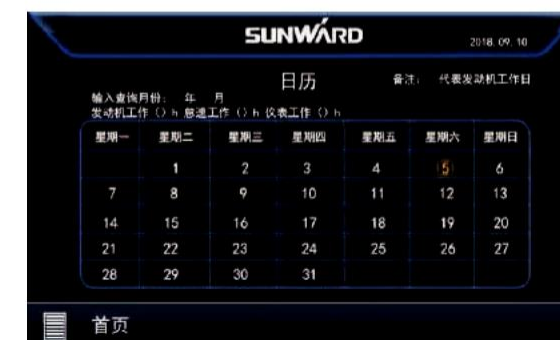 SUNWARD
2018.09.10
日历
备注: 代表发动机工作日
输入查询月份: 年 月
发动机工作 () h 怠速工作 () h 仪表工作 () h
星期一 星期二 星期三 星期四 星期五 星期六 星期日
1 2 3 4 5 6
7 8 9 10 11 12 13
14 15 16 17 18 19 20
21 22 23 24 25 26 27
28 29 30 31
首页